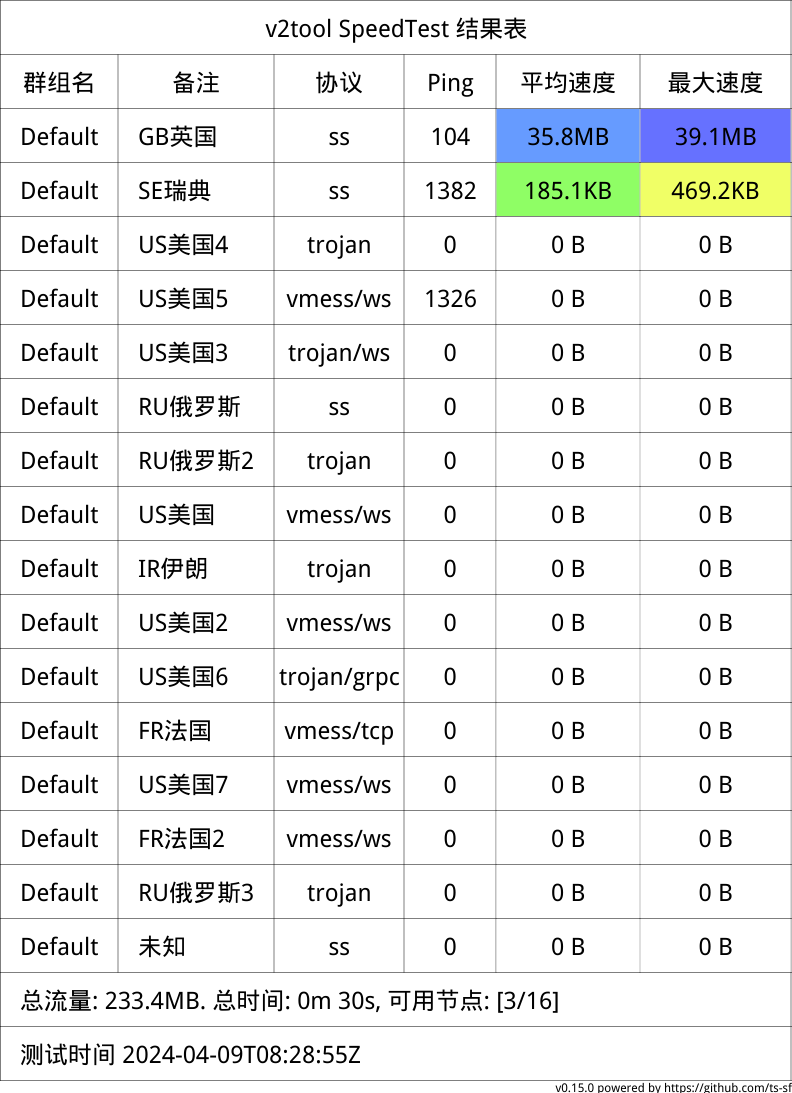 v2tool SpeedTest 结果表
群组名 备注 协议 Ping 平均速度 最大速度
Default GB英国 ss 104 35.8MB 39.1MB
Default SE瑞典 ss 1382 185.1KB 469.2KB
Default US美国4 trojan 0 0 B 0 B
Default US美国5 vmess/ws 1326 0 B 0 B
Default US美国3 trojan/ws 0 0 B 0 B
Default RU俄罗斯 ss 0 0 B 0 B
Default RU俄罗斯2 trojan 0 0 B 0 B
Default US美国 vmess/ws 0 0 B 0 B
Default IR伊朗 trojan 0 0 B 0 B
Default US美国2 vmess/ws 0 0 B 0 B
Default US美国6 trojan/grpc 0 0 B 0 B
Default FR法国 vmess/tcp 0 0 B 0 B
Default US美国7 vmess/ws 0 0 B 0 B
Default FR法国2 vmess/ws 0 0 B 0 B
Default RU俄罗斯3 trojan 0 0 B 0 B
Default 未知 ss 0 0 B 0 B
总流量: 233.4MB. 总时间: 0m 30s, 可用节点: [3/16]
测试时间 2024-04-09T08:28:55Z
v0.15.0 powered by https://github.com/ts-sf